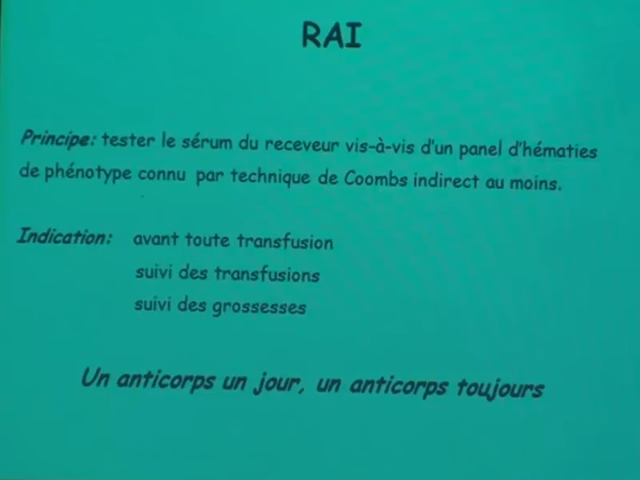 RAI
Principe: tester le sérum du receveur vis-à-vis d'un panel d'hématies
de phénotype connu par technique de Coombs indirect au moins.
Indication: avant toute transfusion
suivi des transfusions
suivi des grossesses
Un anticorps un jour, un anticorps toujours